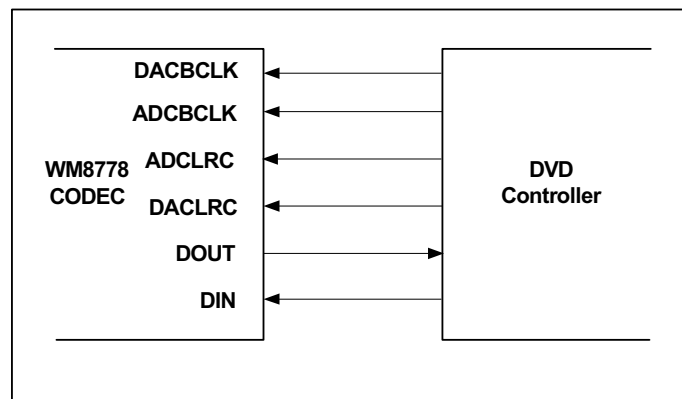 DACBCLK
ADCBCLK
ADCLRC
WM8778
CODEC
DACLRC
DOUT
DIN
DVD
Controller